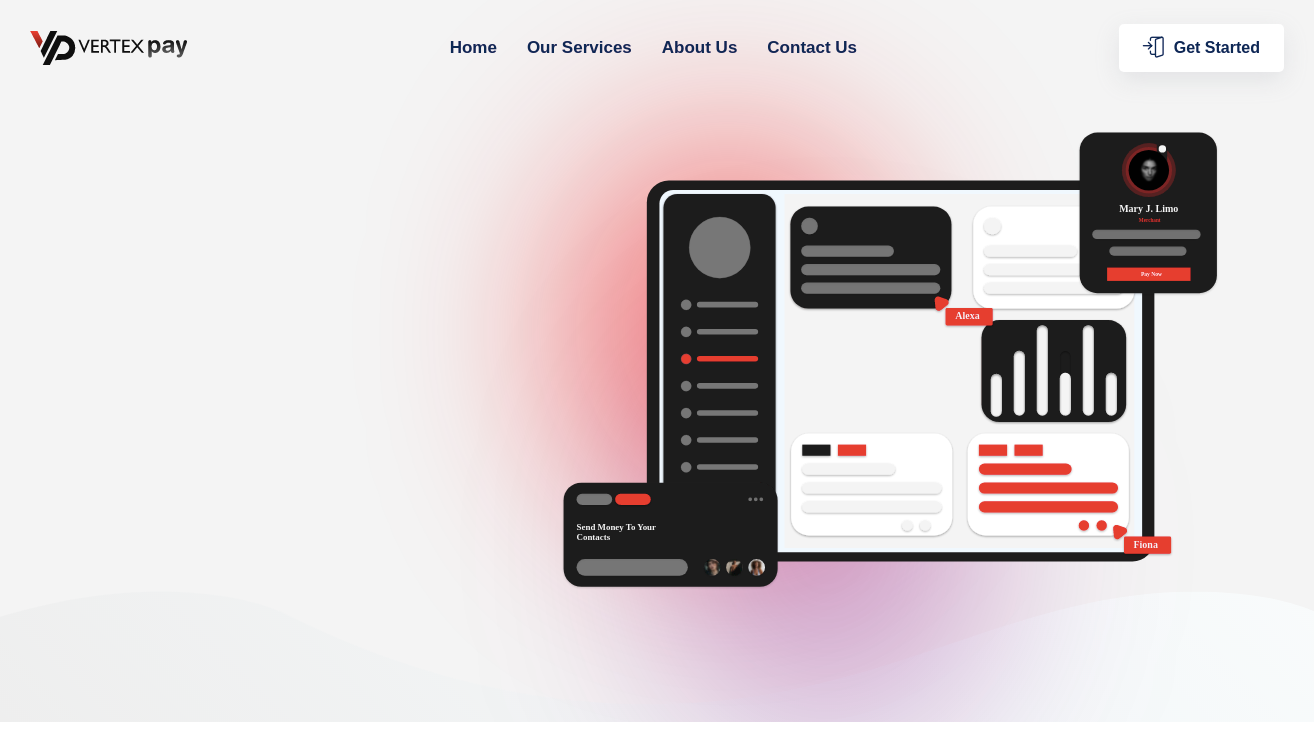 VERTEX pay
Home
Our Services
About Us
Contact Us
Get Started
Mary J. Limo
Merchant
Pay Now
Alexa
Send Money To Your
Contacts
Fiona